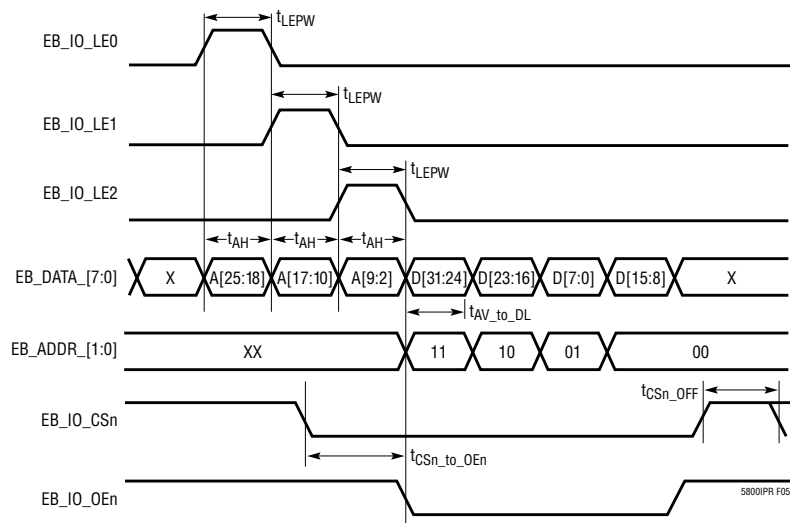 tLEPW
EB_IO_LE0
tLEPW
EB_IO_LE1
tLEPW
EB_IO_LE2
tAH tAH tAH
EB_DATA_[7:0] X A[25:18] A[17:10] A[9:2] D[31:24] D[23:16] D[7:0] D[15:8] X
tAV_to_DL
EB_ADDR_[1:0] XX 11 10 01 00
tCSn_OFF
EB_IO_CSn
tCSn_to_OEn
EB_IO_OEn
5800IPR F05